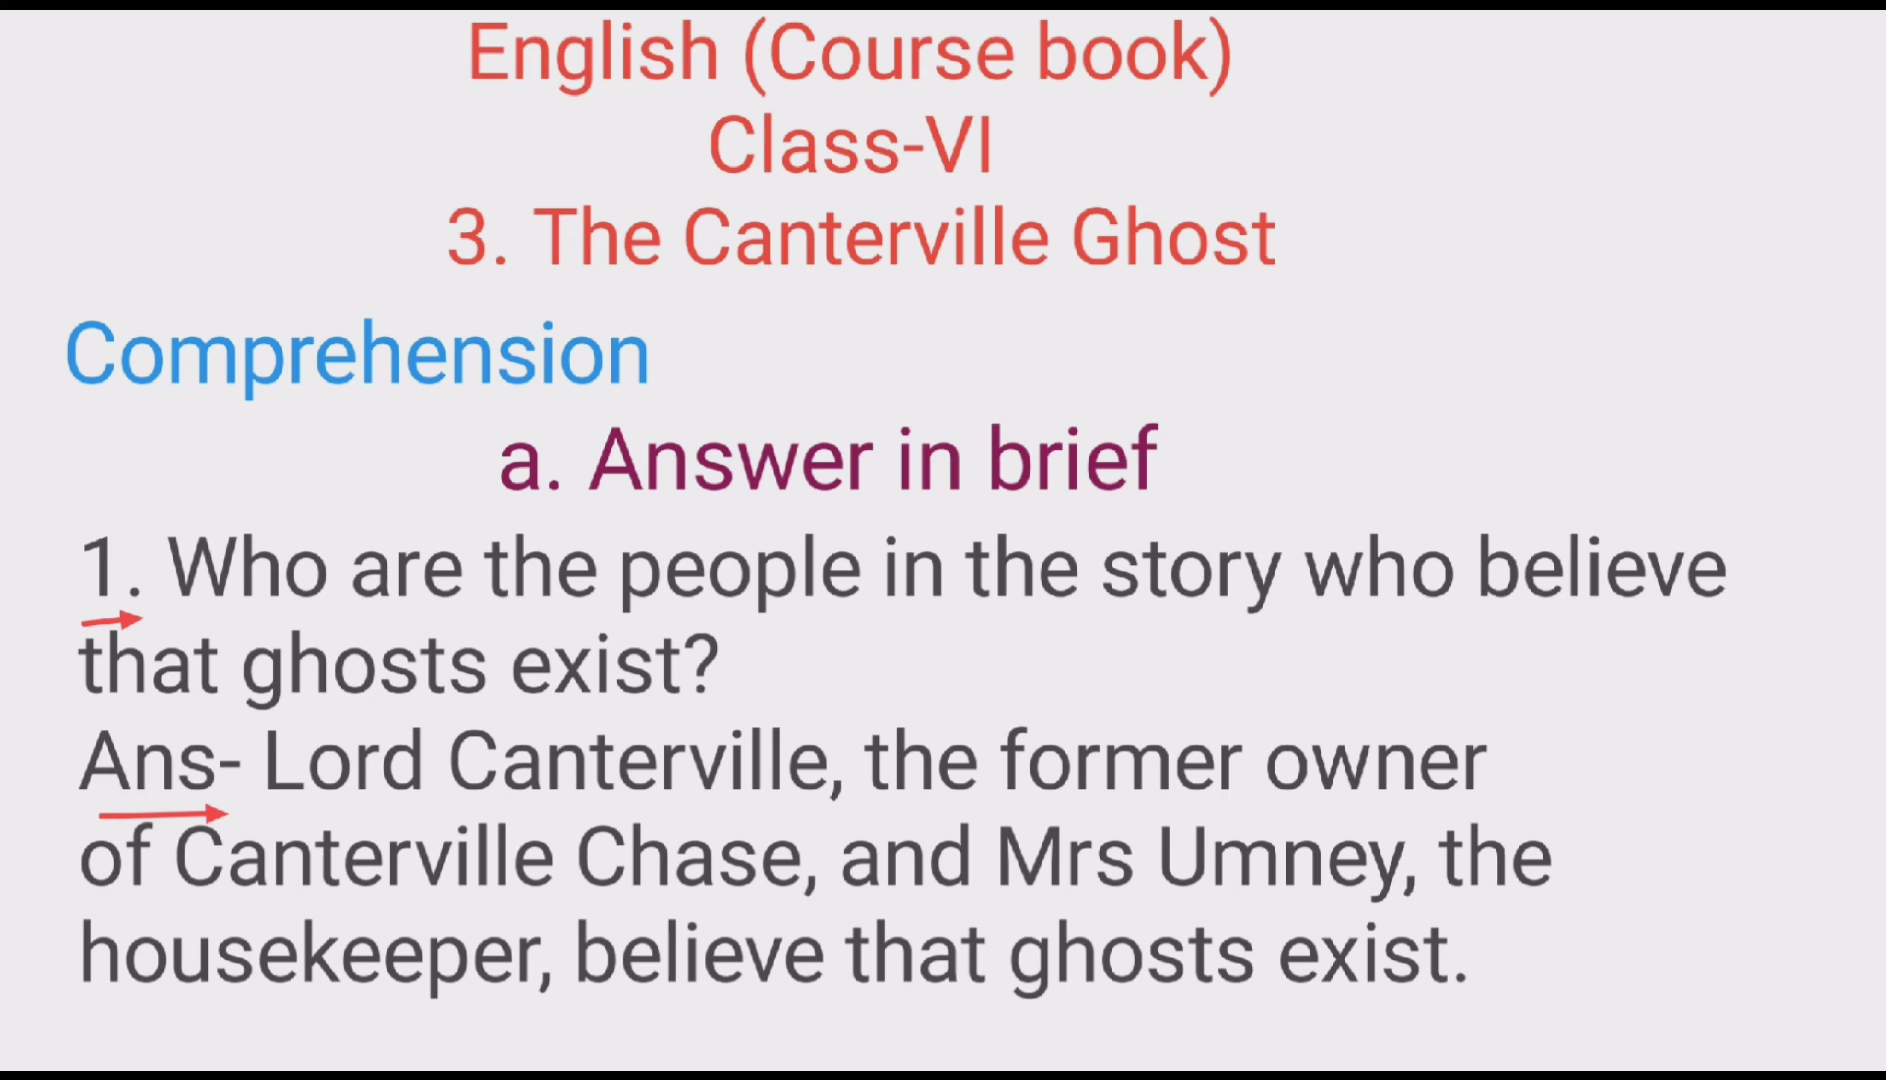 English (Course book)
Class-VI
3. The Canterville Ghost
Comprehension
a. Answer in brief
1. Who are the people in the story who believe
that ghosts exist?
Ans- Lord Canterville, the former owner
of Canterville Chase, and Mrs Umney, the
housekeeper, believe that ghosts exist.